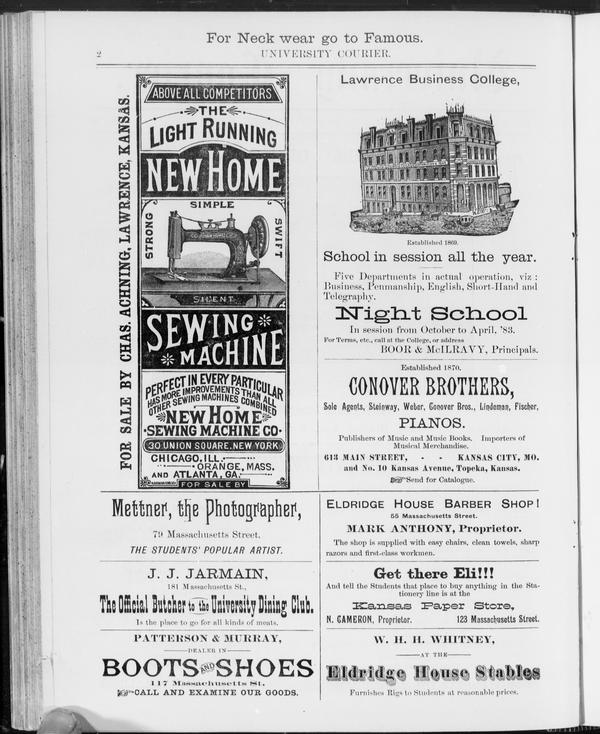 For Neck wear go to Famous.
2
UNIVERSITY COURIER.
FOR SALE BY CHAS. ACHNING, LAWRENCE, KANSAS.
ABOVE ALL COMPETITORS
THE
LIGHT RUNNING
NEW HOME
SIMPLE
STRONG
SWIFT
SILENT
SEWING
MACHINE
PERFECT IN EVERY PARTICULAR
HAS MORE IMPROVEMENTS THAN ALL
OTHER SEWING MACHINES COMBINED
NEW HOME
SEWING MACHINE CO.
30 UNION SQUARE, NEW YORK
CHICAGO, ILL.
ORANGE, MASS.
AND ATLANTA, GA.
FOR SALE BY
Mettner, the Photographer,
79 Massachusetts Street.
THE STUDENTS' POPULAR ARTIST.
J. J. JARMAIN,
181 Massachusetts St.,
The Official Butcher to the University Dining Club.
Is the place to go for all kinds of meats.
PATTERSON & MURRAY,
DEALER IN
BOOTS AND SHOES
117 Massachusetts St.
CALL AND EXAMINE OUR GOODS.
Lawrence Business College,
Established 1869.
School in session all the year.
Five Departments in actual operation, viz:
Business, Penmanship, English, Short-Hand and
Telegraphy.
Night School
In session from October to April, '83.
For Terms, etc., call at the College, or address
BOOR & McILRAVY, Principals.
Established 1870.
CONOVER BROTHERS,
Sole Agents, Steinway, Weber, Conover Bros., Lindeman, Fischer,
PIANOS.
Publishers of Music and Music Books. Importers of
Musical Merchandise.
613 MAIN STREET, - - KANSAS CITY, MO.
and No. 10 Kansas Avenue, Topeka, Kansas.
Send for Catalogue.
ELDRIDGE HOUSE BARBER SHOP!
55 Massachusetts Street.
MARK ANTHONY, Proprietor.
The shop is supplied with easy chairs, clean towels, sharp
razors and first-class workmen.
Get there Eli!!!
And tell the Students that place to buy anything in the Sta-
tionery line is at the
Kansas Paper Store,
N. CAMERON, Proprietor. 123 Massachusetts Street.
W. H. H. WHITNEY,
AT THE
Eldridge House Stables
Furnishes Rigs to Students at reasonable prices.